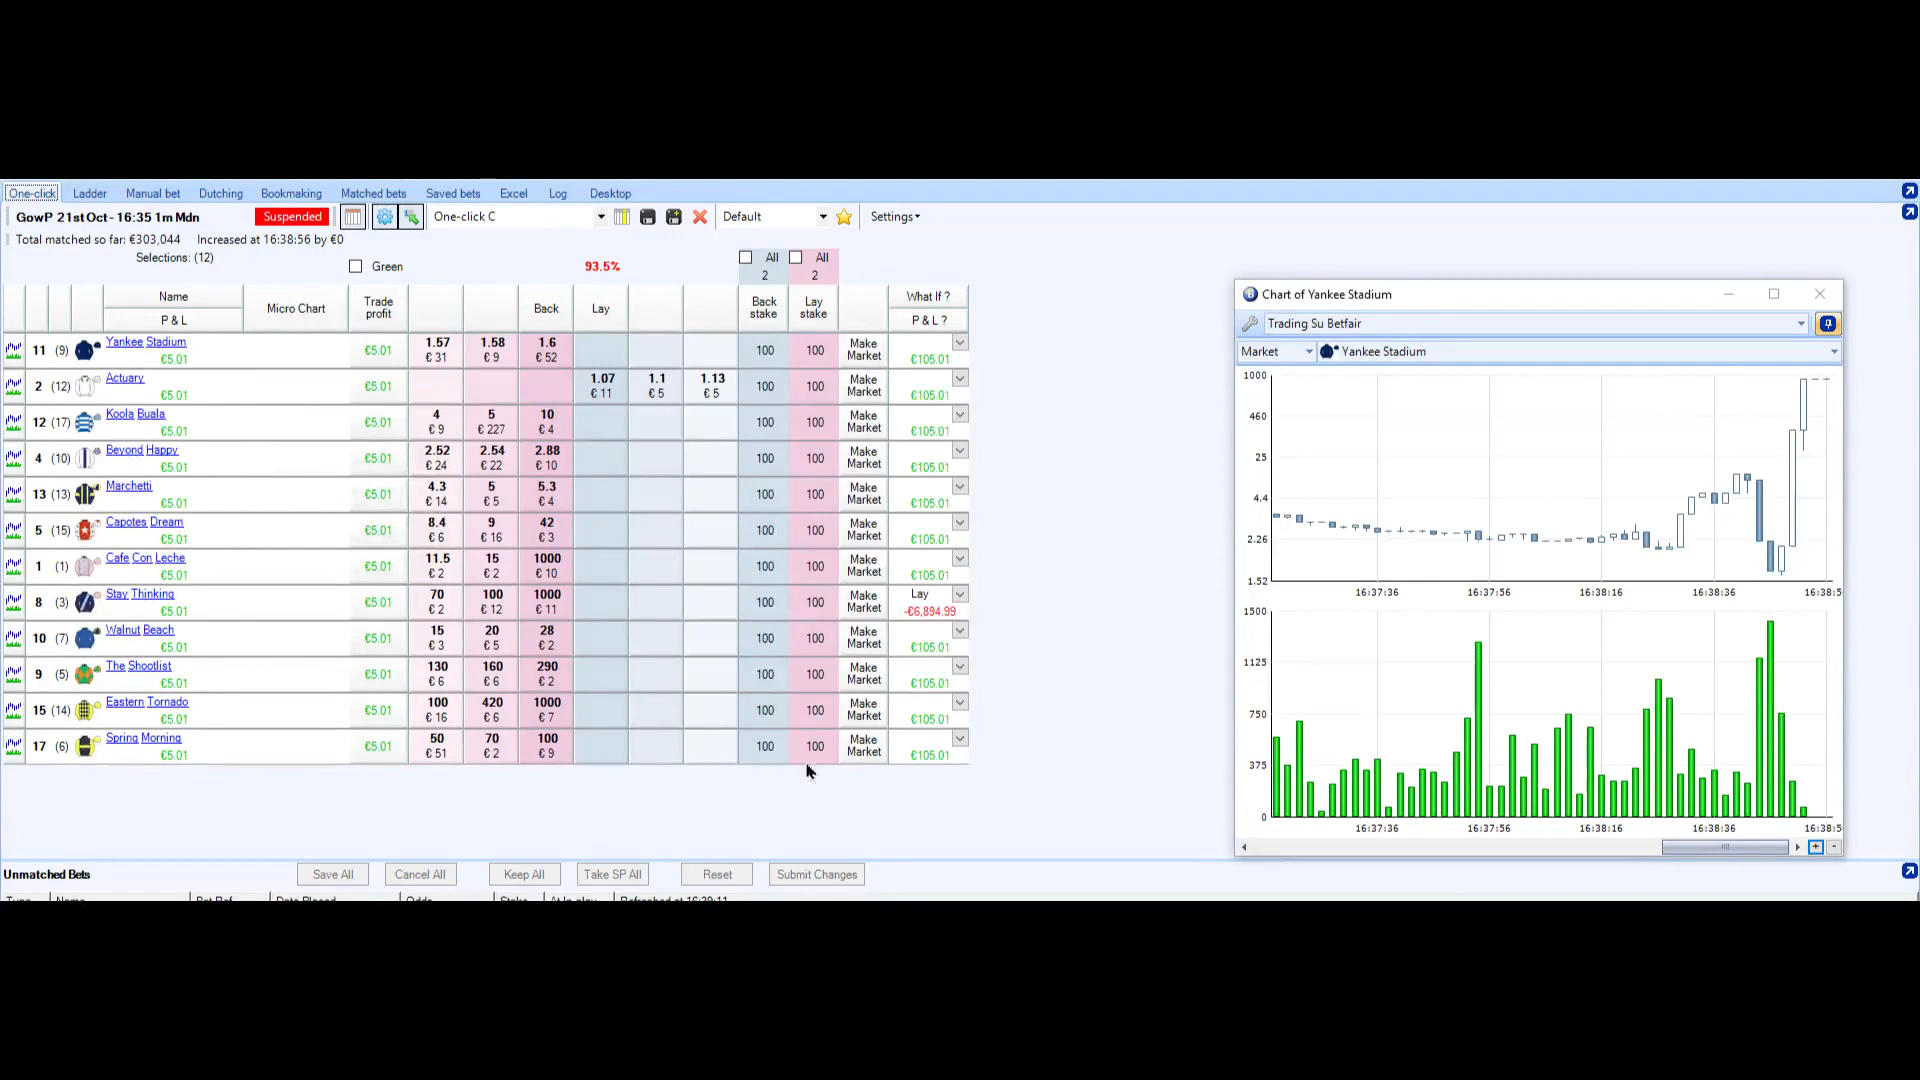 One-click Ladder Manual bet Dutching Bookmaking Matched bets Saved bets Excel Log Desktop
GowP 21st Oct - 16:35 1m Mdn Suspended One-click C Default Settings
Total matched so far: €303,044 Increased at 16:38:56 by €0
Selections: (12) Green 93.5% All 2 All 2
Name P & L Micro Chart Trade profit Back Lay Back stake Lay stake What If ? P & L ?
11 (9) Yankee Stadium €5.01 €5.01 1.57 €31 1.58 €9 1.6 €52 100 100 Make Market €105.01
2 (12) Actuary €5.01 €5.01 1.07 €11 1.1 €5 1.13 €5 100 100 Make Market €105.01
12 (17) Koola Buala €5.01 €5.01 4 €9 5 €227 10 €4 100 100 Make Market €105.01
4 (10) Beyond Happy €5.01 €5.01 2.52 €24 2.54 €22 2.88 €10 100 100 Make Market €105.01
13 (13) Marchetti €5.01 €5.01 4.3 €14 5 €5 5.3 €4 100 100 Make Market €105.01
5 (15) Capotes Dream €5.01 €5.01 8.4 €6 9 €16 42 €3 100 100 Make Market €105.01
1 (1) Cafe Con Leche €5.01 €5.01 11.5 €2 15 €2 1000 €10 100 100 Make Market €105.01
8 (3) Stay Thinking €5.01 €5.01 70 €2 100 €12 1000 €11 100 100 Make Market Lay -€6,894.99
10 (7) Walnut Beach €5.01 €5.01 15 €3 20 €5 28 €2 100 100 Make Market €105.01
9 (5) The Shootlist €5.01 €5.01 130 €6 160 €6 290 €2 100 100 Make Market €105.01
15 (14) Eastern Tornado €5.01 €5.01 100 €16 420 €6 1000 €7 100 100 Make Market €105.01
17 (6) Spring Morning €5.01 €5.01 50 €51 70 €2 100 €9 100 100 Make Market €105.01
Unmatched Bets Save All Cancel All Keep All Take SP All Reset Submit Changes
Chart of Yankee Stadium
Trading Su Betfair
Market Yankee Stadium
1000
460
25
4.4
2.26
1.52
16:37:36 16:37:56 16:38:16 16:38:36 16:38:5
1500
1125
750
375
0
16:37:36 16:37:56 16:38:16 16:38:36 16:38:5